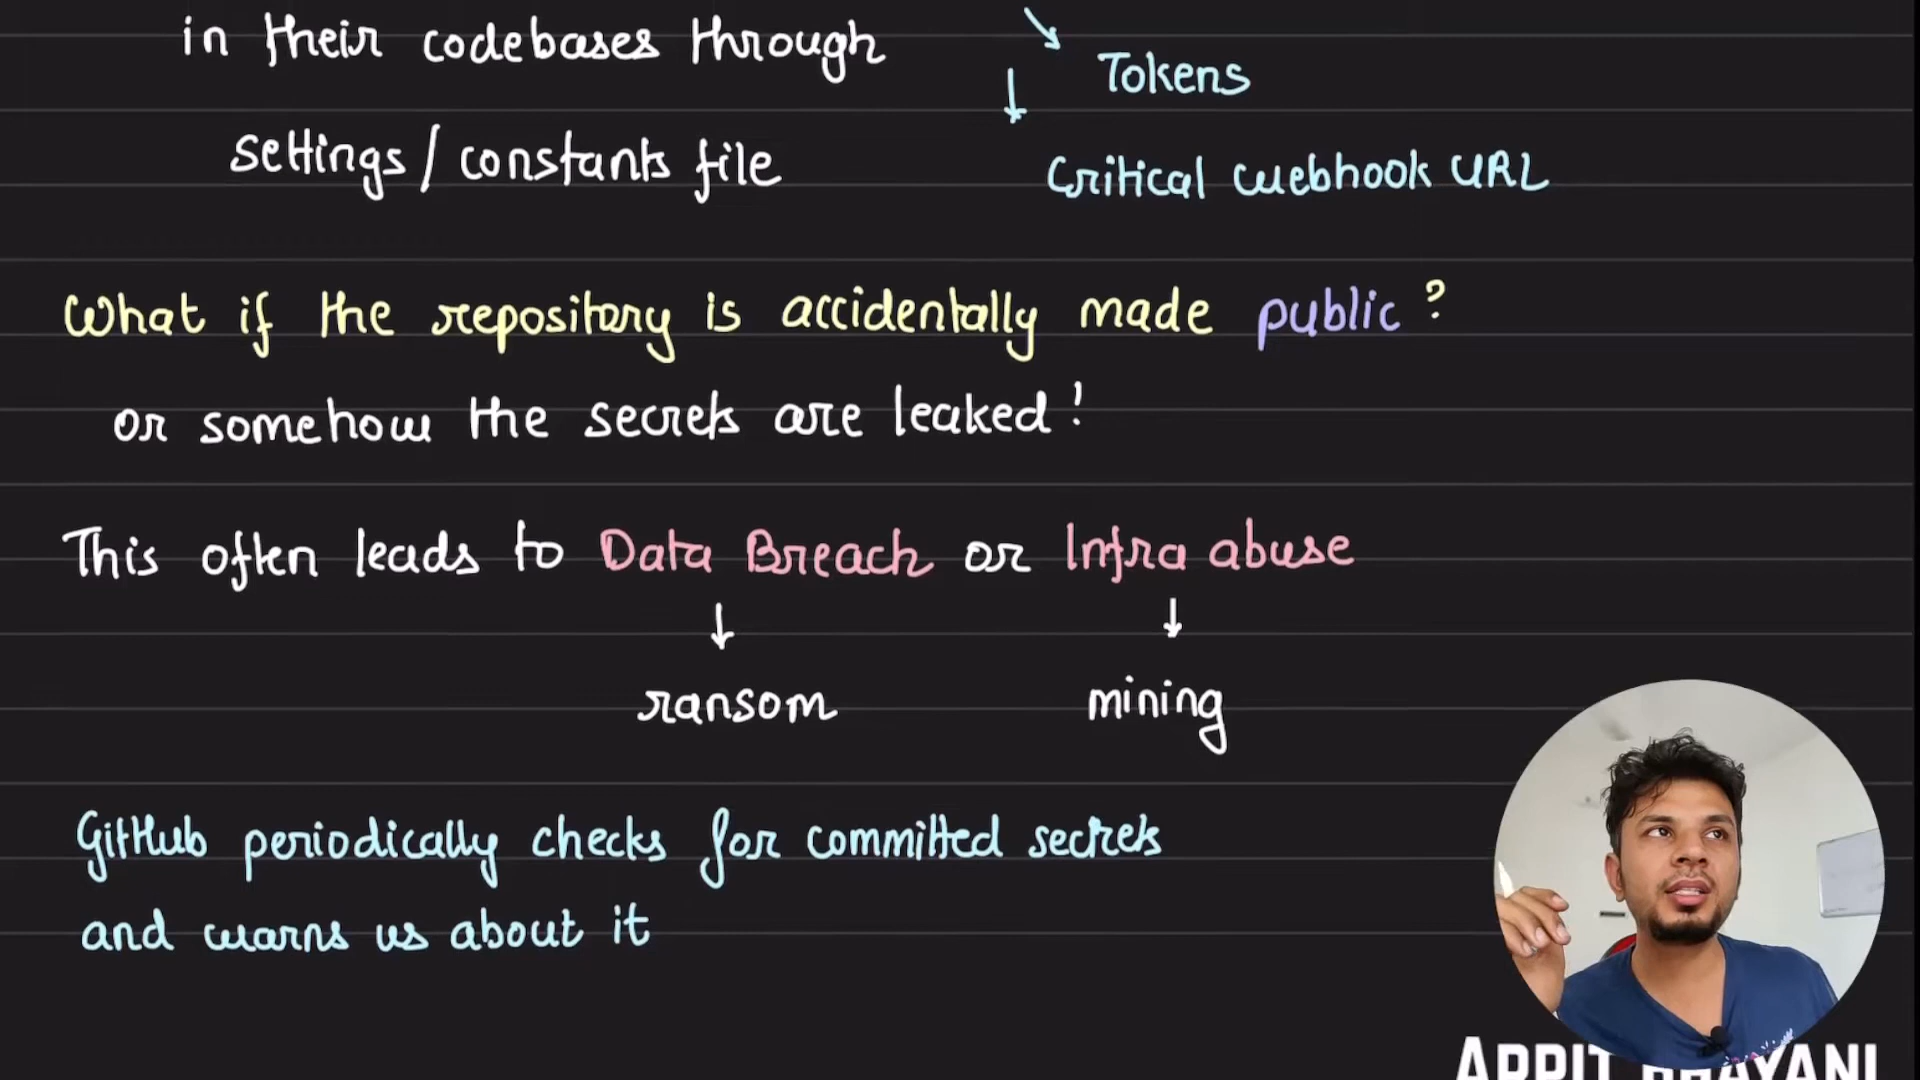 in their codebases through
Tokens
settings / constants file
Critical webhook URL
What if the repository is accidentally made public ?
or somehow the secrets are leaked !
This often leads to Data Breach or Infra abuse
ransom
mining
GitHub periodically checks for committed secrets
and warns us about it